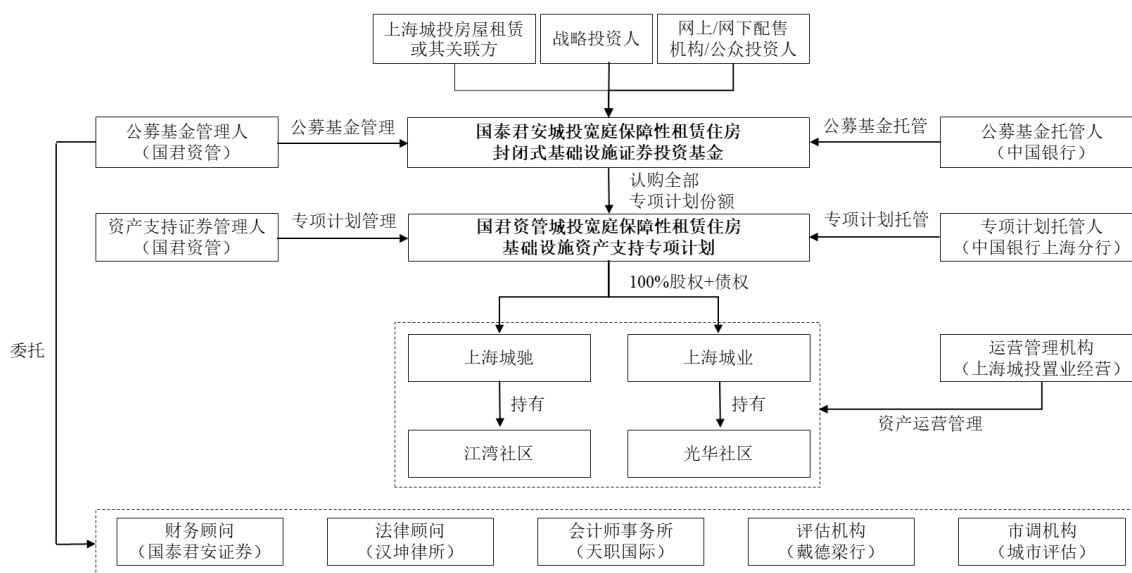 上海城投房屋租赁
或其关联方
战略投资人
网上/网下配售
机构/公众投资人
公募基金管理人
（国君资管）
公募基金管理
国泰君安城投宽庭保障性租赁住房
封闭式基础设施证券投资基金
公募基金托管
公募基金托管人
（中国银行）
认购全部
专项计划份额
资产支持证券管理人
（国君资管）
专项计划管理
国君资管城投宽庭保障性租赁住房
基础设施资产支持专项计划
专项计划托管
专项计划托管人
（中国银行上海分行）
100%股权+债权
委托
上海城驰
上海城业
运营管理机构
（上海城投置业经营）
持有
持有
资产运营管理
江湾社区
光华社区
财务顾问
（国泰君安证券）
法律顾问
（汉坤律所）
会计师事务所
（天职国际）
评估机构
（戴德梁行）
市调机构
（城市评估）